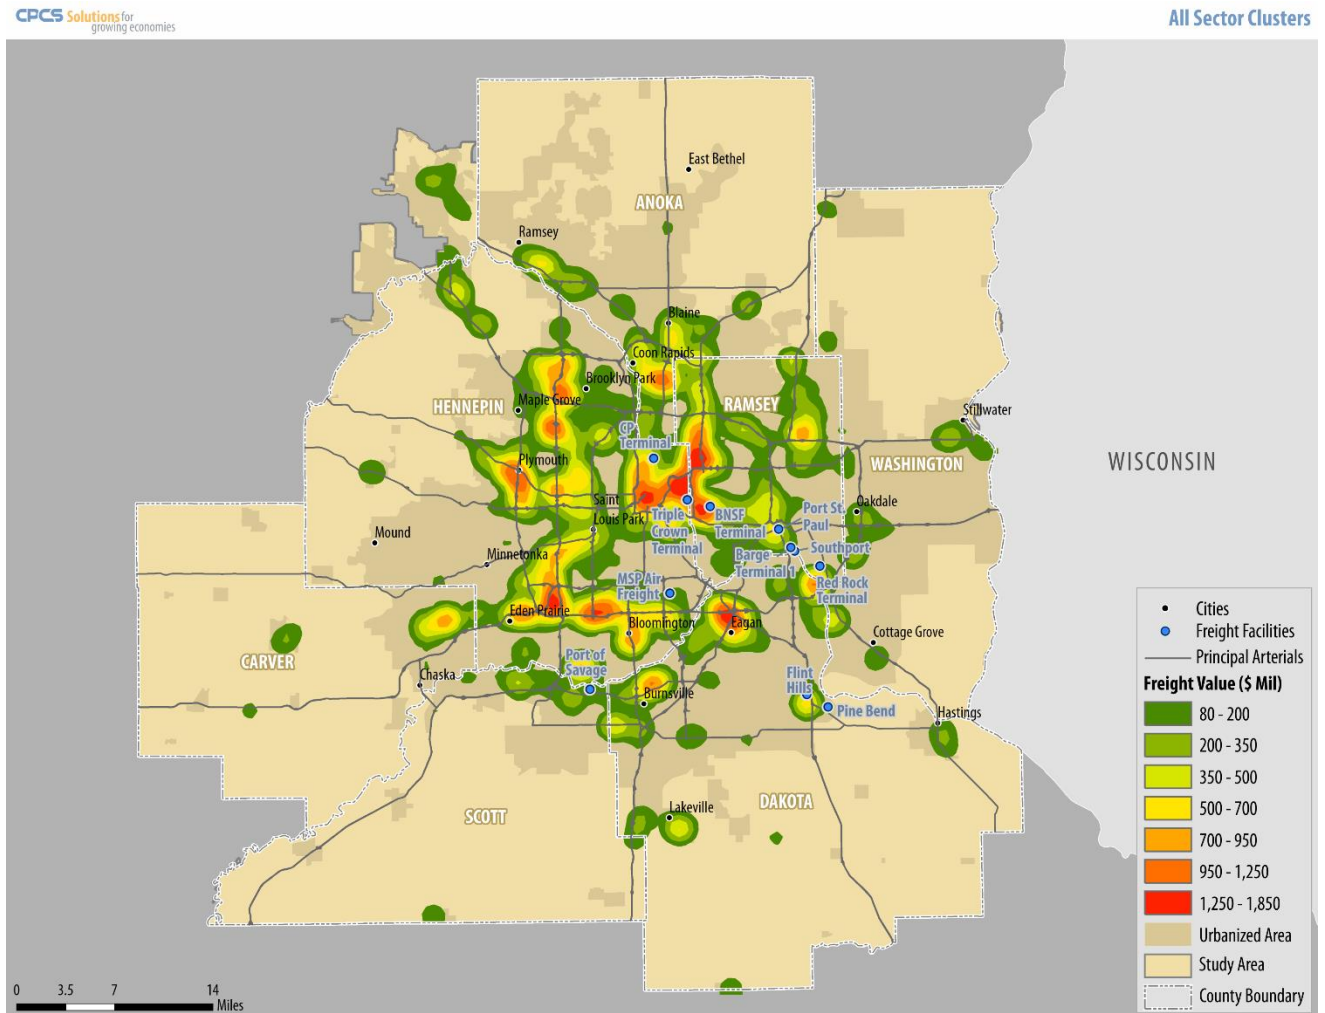 CPCS Solutions for
growing economies
All Sector Clusters
East Bethel
ANOKA
Ramsey
Blaine
Coon Rapids
Brooklyn Park
Maple Grove
HENNEPIN
RAMSEY
Stillwater
CP
Terminal
WASHINGTON
WISCONSIN
Plymouth
Saint
Louis Park
Triple
Crown
Terminal
BNSF
Terminal
Port St.
Paul
Oakdale
Mound
Minnetonka
Barge
Terminal 1
Southport
Red Rock
Terminal
MSP Air
Freight
Eden Prairie
Bloomington
Eagan
Cottage Grove
CARVER
Chaska
Port of
Savage
Burnsville
Flint
Hills
Pine Bend
Hastings
SCOTT
Lakeville
DAKOTA
Cities
Freight Facilities
Principal Arterials
Freight Value ($ Mil)
80 - 200
200 - 350
350 - 500
500 - 700
700 - 950
950 - 1,250
1,250 - 1,850
Urbanized Area
Study Area
County Boundary
0 3.5 7 14
Miles